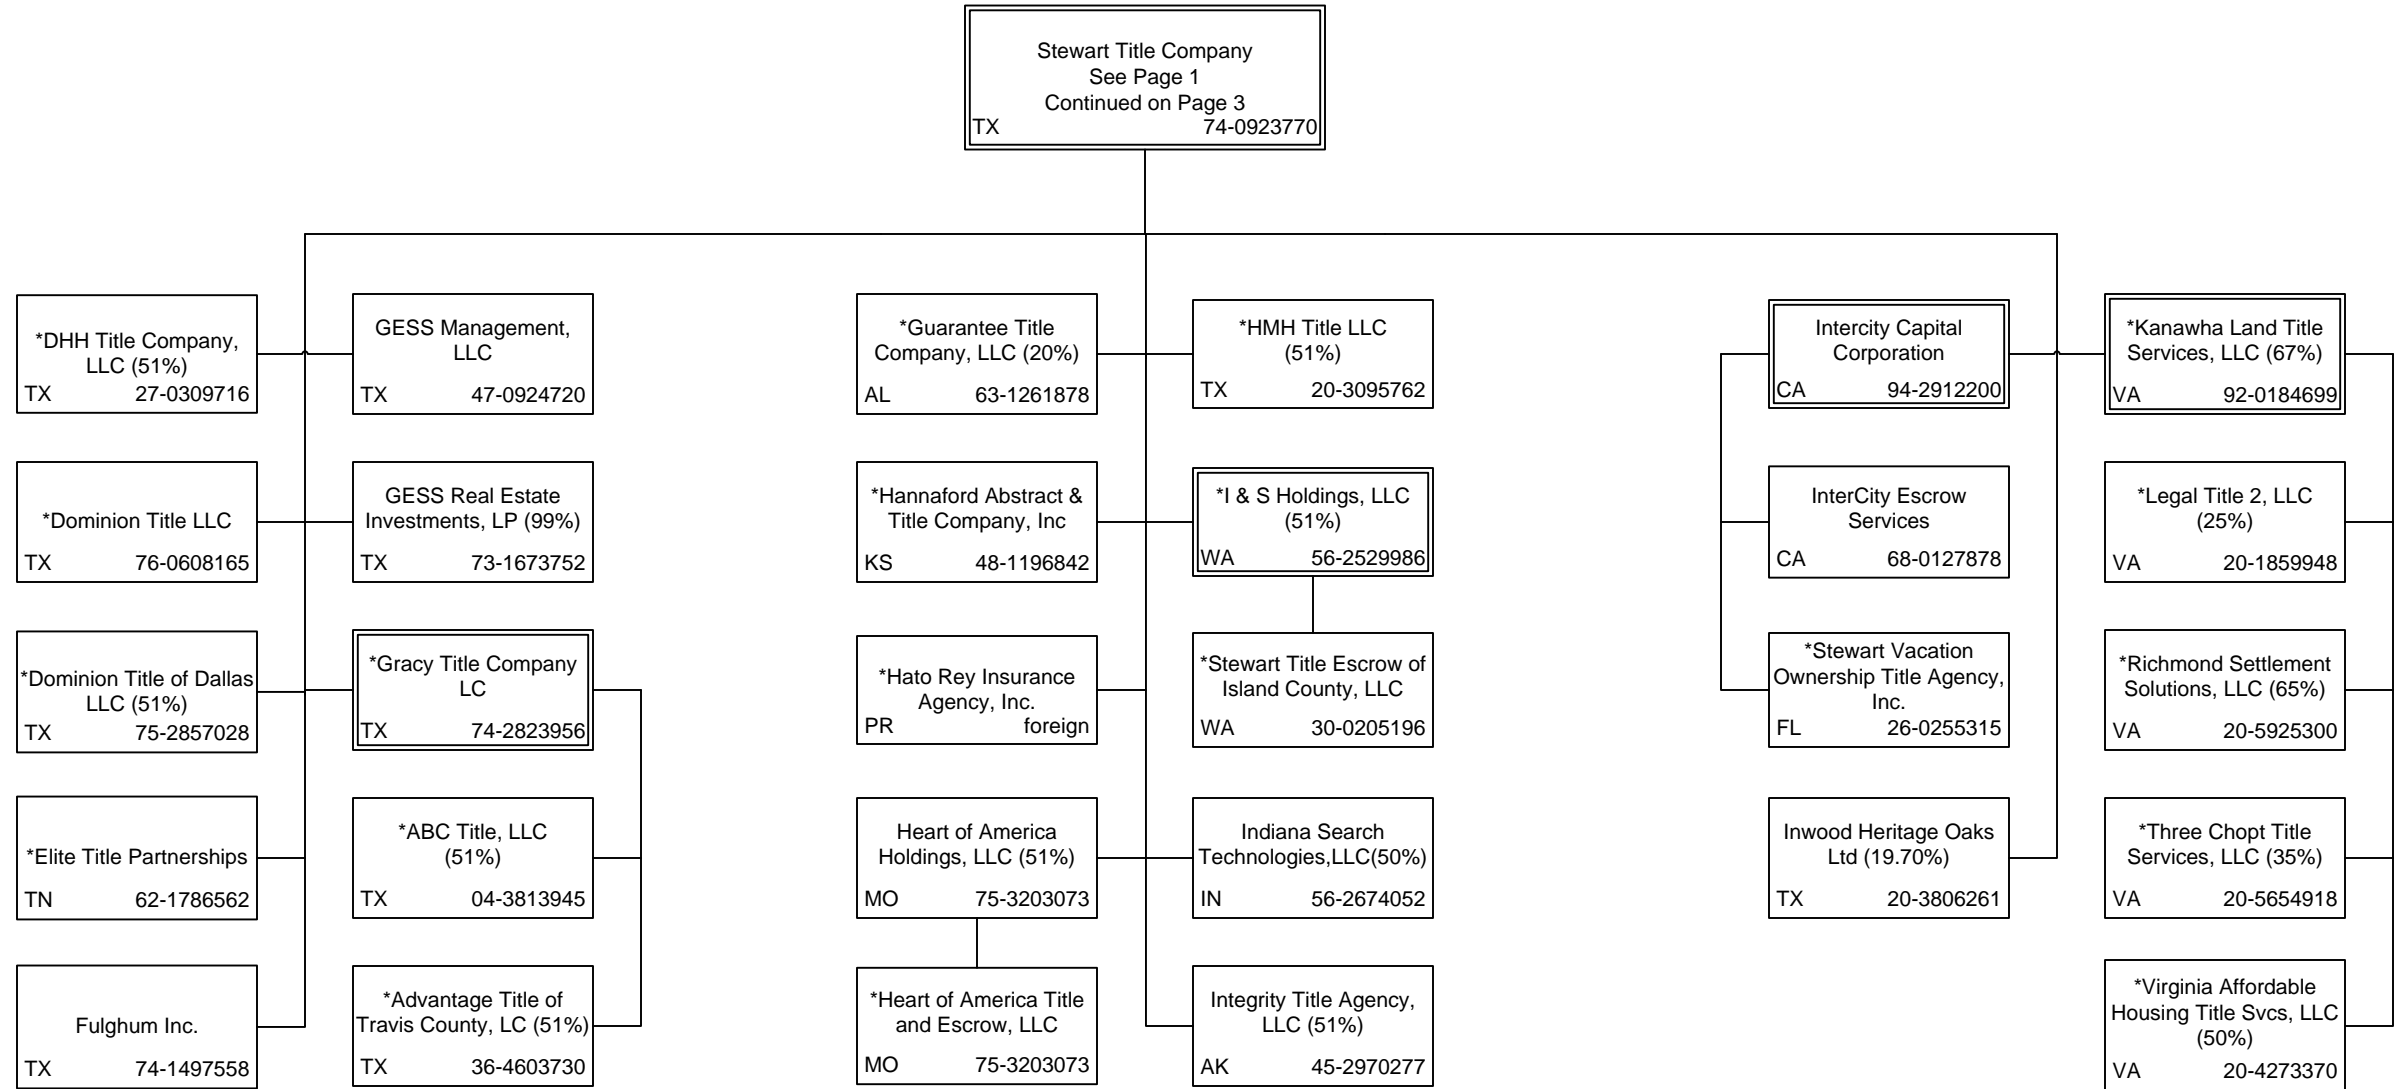 Stewart Title Company
See Page 1
Continued on Page 3
TX 74-0923770
*DHH Title Company,
LLC (51%)
TX 27-0309716
GESS Management,
LLC
TX 47-0924720
*Guarantee Title
Company, LLC (20%)
AL 63-1261878
*HMH Title LLC
(51%)
TX 20-3095762
Intercity Capital
Corporation
CA 94-2912200
*Kanawha Land Title
Services, LLC (67%)
VA 92-0184699
*Dominion Title LLC
TX 76-0608165
GESS Real Estate
Investments, LP (99%)
TX 73-1673752
*Hannaford Abstract &
Title Company, Inc
KS 48-1196842
*I & S Holdings, LLC
(51%)
WA 56-2529986
InterCity Escrow
Services
CA 68-0127878
*Legal Title 2, LLC
(25%)
VA 20-1859948
*Dominion Title of Dallas
LLC (51%)
TX 75-2857028
*Gracy Title Company
LC
TX 74-2823956
*Hato Rey Insurance
Agency, Inc.
PR foreign
*Stewart Title Escrow of
Island County, LLC
WA 30-0205196
*Stewart Vacation
Ownership Title Agency,
Inc.
FL 26-0255315
*Richmond Settlement
Solutions, LLC (65%)
VA 20-5925300
*Elite Title Partnerships
TN 62-1786562
*ABC Title, LLC
(51%)
TX 04-3813945
Heart of America
Holdings, LLC (51%)
MO 75-3203073
Indiana Search
Technologies,LLC(50%)
IN 56-2674052
Inwood Heritage Oaks
Ltd (19.70%)
TX 20-3806261
*Three Chopt Title
Services, LLC (35%)
VA 20-5654918
Fulghum Inc.
TX 74-1497558
*Advantage Title of
Travis County, LC (51%)
TX 36-4603730
*Heart of America Title
and Escrow, LLC
MO 75-3203073
Integrity Title Agency,
LLC (51%)
AK 45-2970277
*Virginia Affordable
Housing Title Svcs, LLC
(50%)
VA 20-4273370